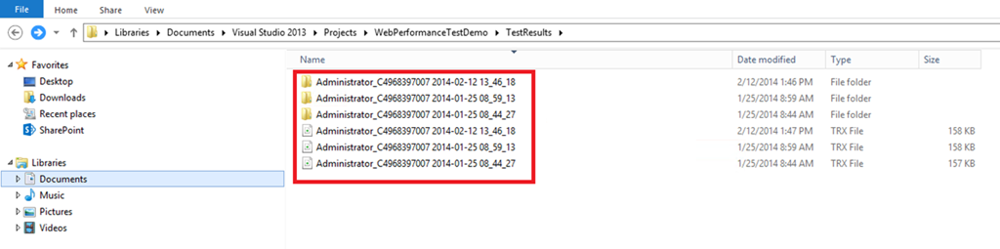 File Home Share View
Libraries Documents Visual Studio 2013 Projects WebPerformanceTestDemo TestResults
Name Date modified Type Size
Favorites
Desktop
Downloads
Recent places
SharePoint
Libraries
Documents
Music
Pictures
Videos
Administrator_C4968397007 2014-02-12 13_46_18 2/12/2014 1:46 PM File folder
Administrator_C4968397007 2014-01-25 08_59_13 1/25/2014 8:59 AM File folder
Administrator_C4968397007 2014-01-25 08_44_27 1/25/2014 8:44 AM File folder
Administrator_C4968397007 2014-02-12 13_46_18 2/12/2014 1:47 PM TRX File 158 KB
Administrator_C4968397007 2014-01-25 08_59_13 1/25/2014 8:59 AM TRX File 158 KB
Administrator_C4968397007 2014-01-25 08_44_27 1/25/2014 8:44 AM TRX File 157 KB